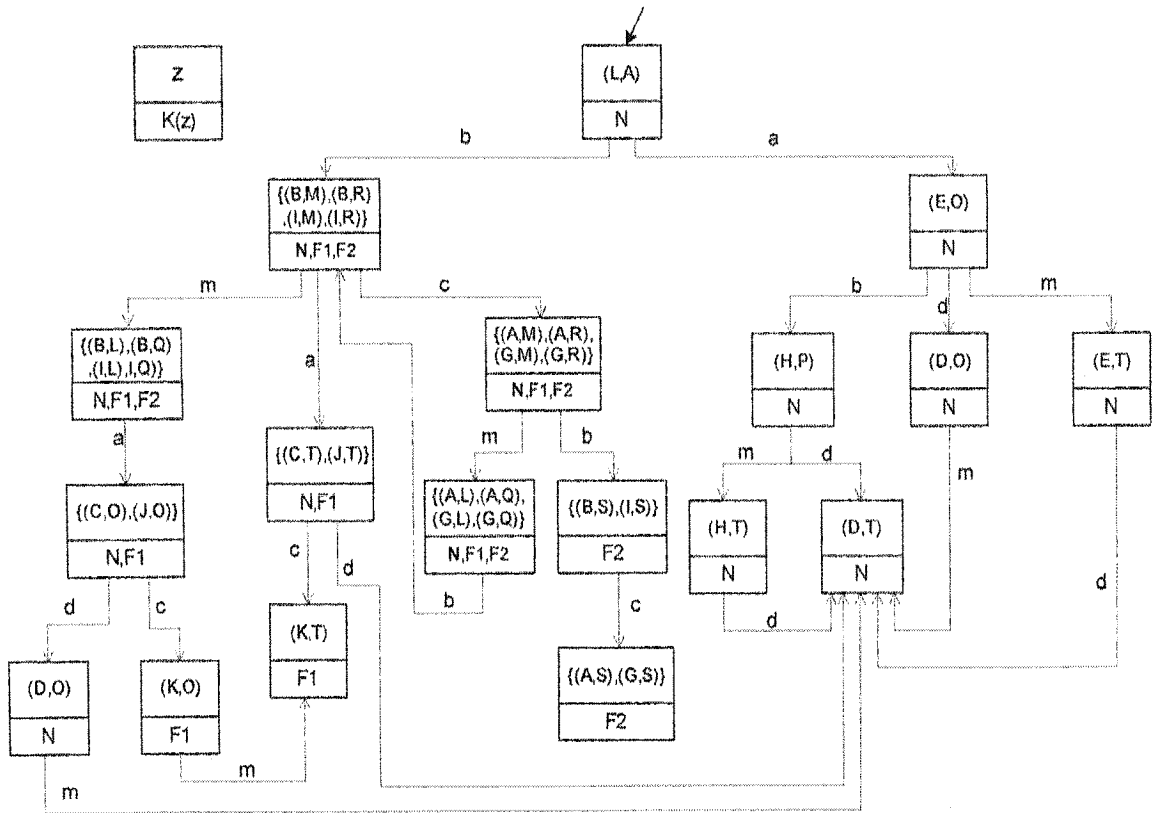 z
K(z)
(L,A)
N
b
a
{(B,M),(B,R)
,(I,M),(I,R)}
N,F1,F2
(E,O)
N
m
c
b
d
m
{(B,L),(B,Q)
,(I,L),I,Q)}
N,F1,F2
a
{(A,M),(A,R),
(G,M),(G,R)}
N,F1,F2
(H,P)
N
(D,O)
N
(E,T)
N
a
{(C,T),(J,T)}
N,F1
m
b
m
d
m
{(C,O),(J,O)}
N,F1
{(A,L),(A,Q),
(G,L),(G,Q)}
N,F1,F2
{(B,S),(I,S)}
F2
(H,T)
N
(D,T)
N
c
d
b
c
d
d
d
c
(K,T)
F1
{(A,S),(G,S)}
F2
(D,O)
N
(K,O)
F1
m
m